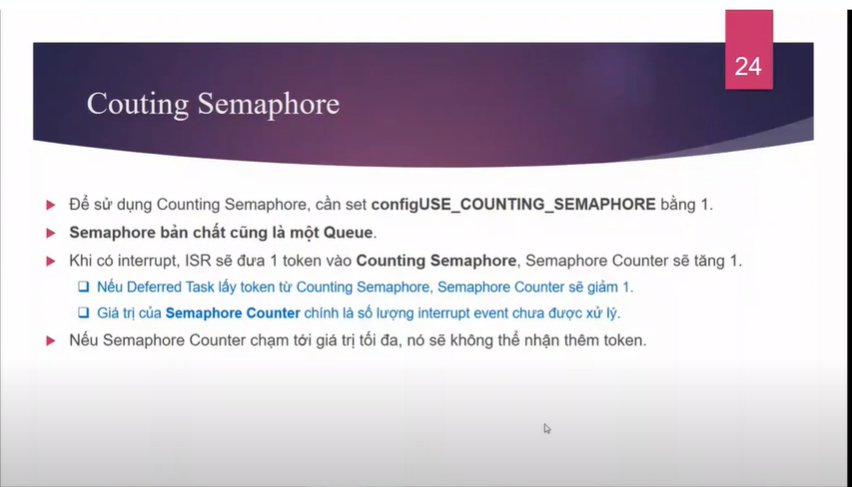 24
Couting Semaphore
Để sử dụng Counting Semaphore, cần set configUSE_COUNTING_SEMAPHORE bằng 1.
Semaphore bản chất cũng là một Queue.
Khi có interrupt, ISR sẽ đưa 1 token vào Counting Semaphore, Semaphore Counter sẽ tăng 1.
Nếu Deferred Task lấy token từ Counting Semaphore, Semaphore Counter sẽ giảm 1.
Giá trị của Semaphore Counter chính là số lượng interrupt event chưa được xử lý.
Nếu Semaphore Counter chạm tới giá trị tối đa, nó sẽ không thể nhận thêm token.